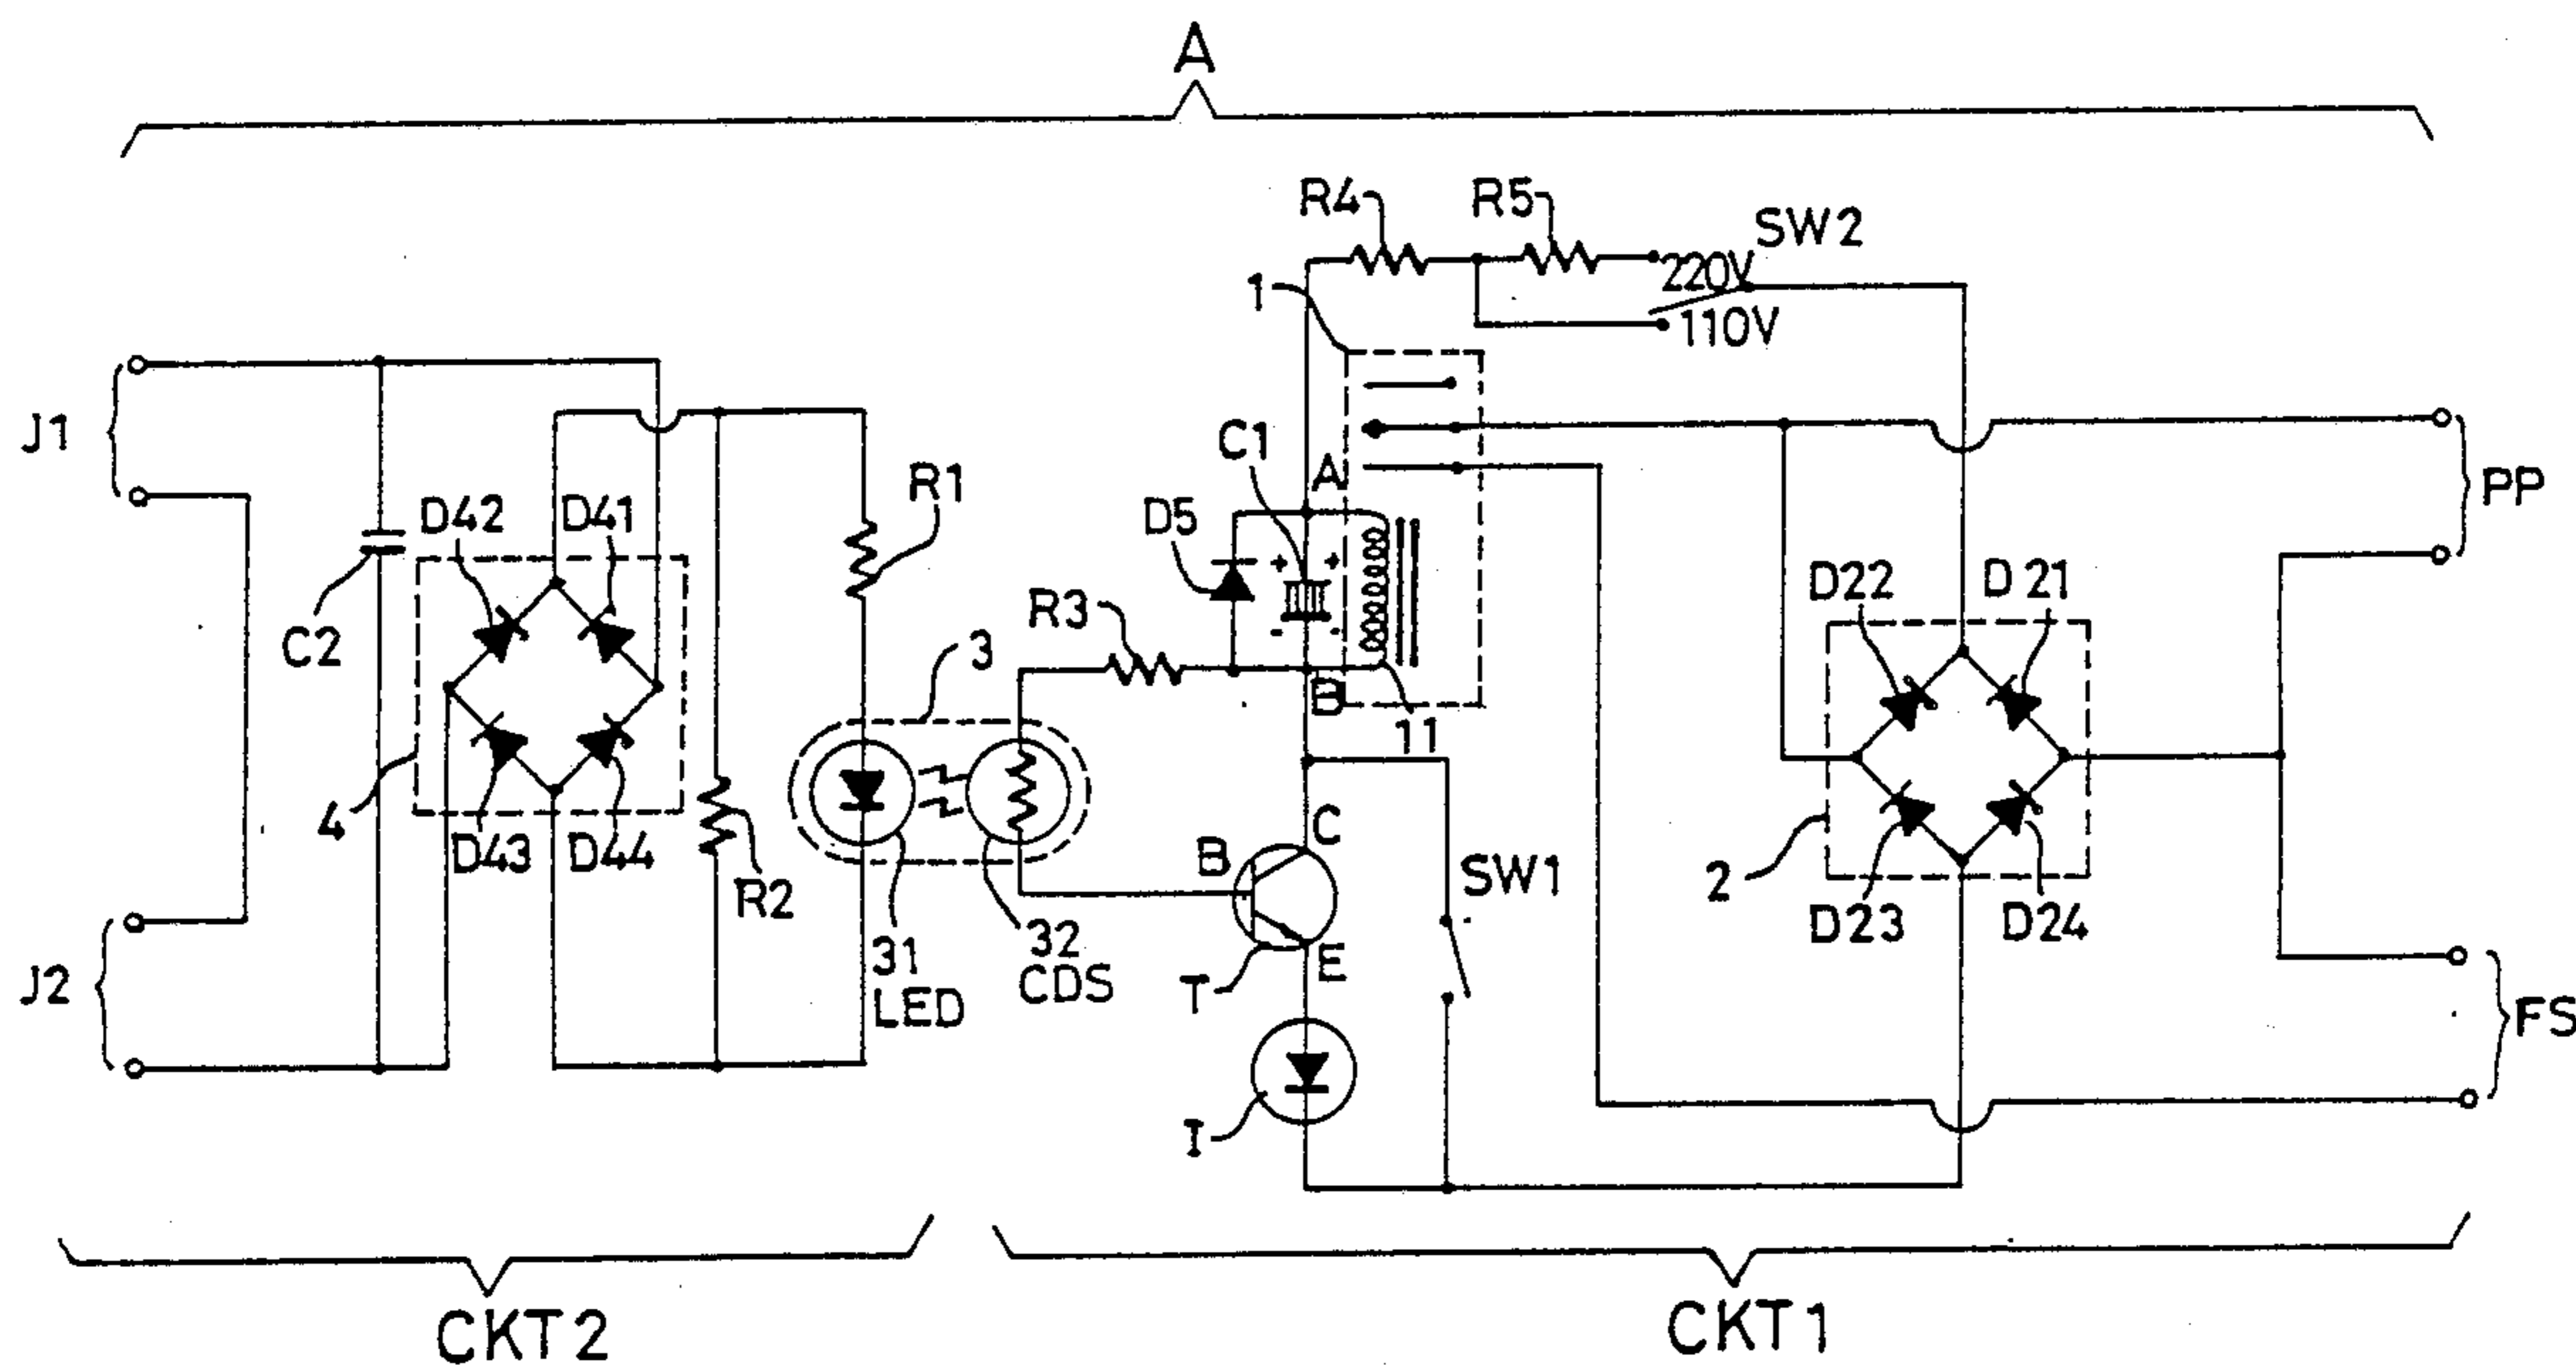 A
R4
R5
SW2
220V
110V
1
J1
C1
A
PP
R1
D42
D41
D5
+ +
D22
D 21
R3
C2
- -
3
B
11
4
D43
D44
R2
B
C
SW1
2
D23
D24
J2
31
LED
32
CDS
T
E
FS
I
CKT2
CKT1